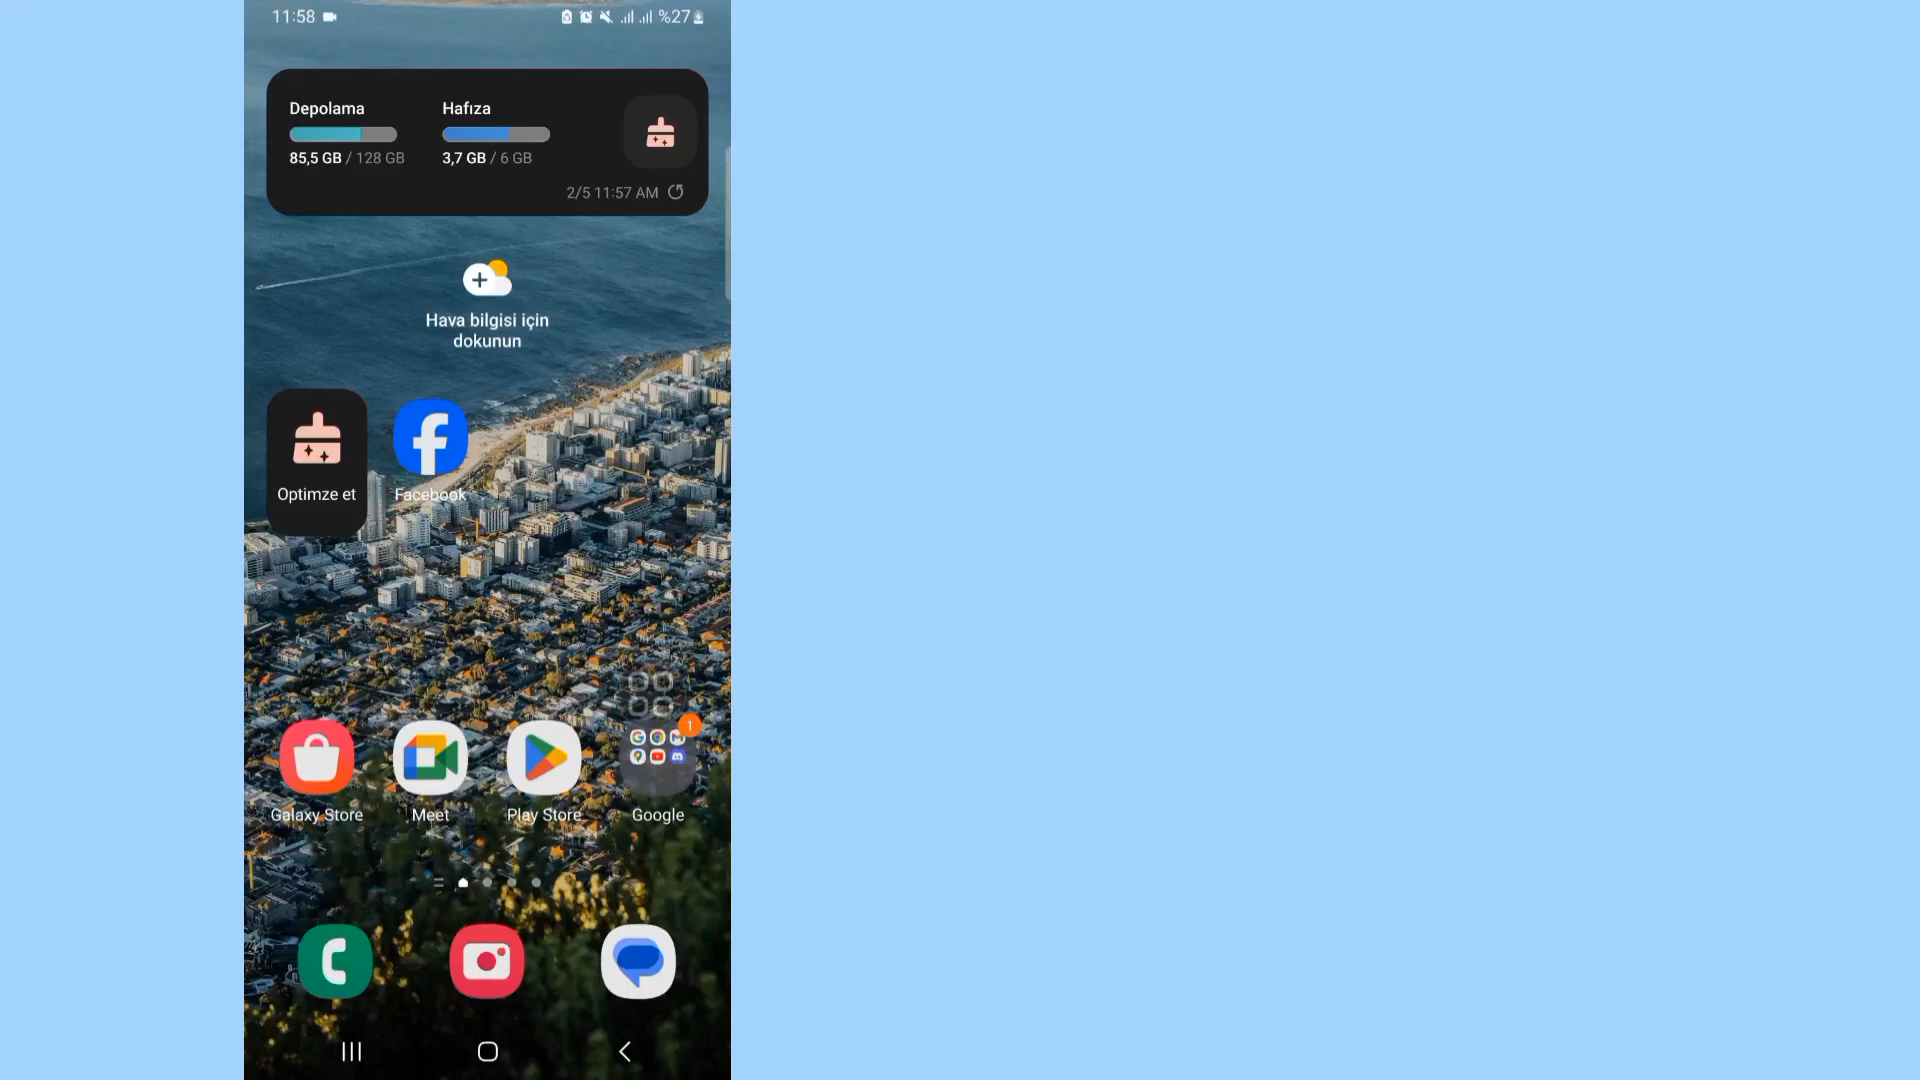 11:58 %27
Depolama Hafıza
85,5 GB / 128 GB 3,7 GB / 6 GB
2/5 11:57 AM
Hava bilgisi için
dokunun
Optimze et Facebook
1
Galaxy Store Meet Play Store Google